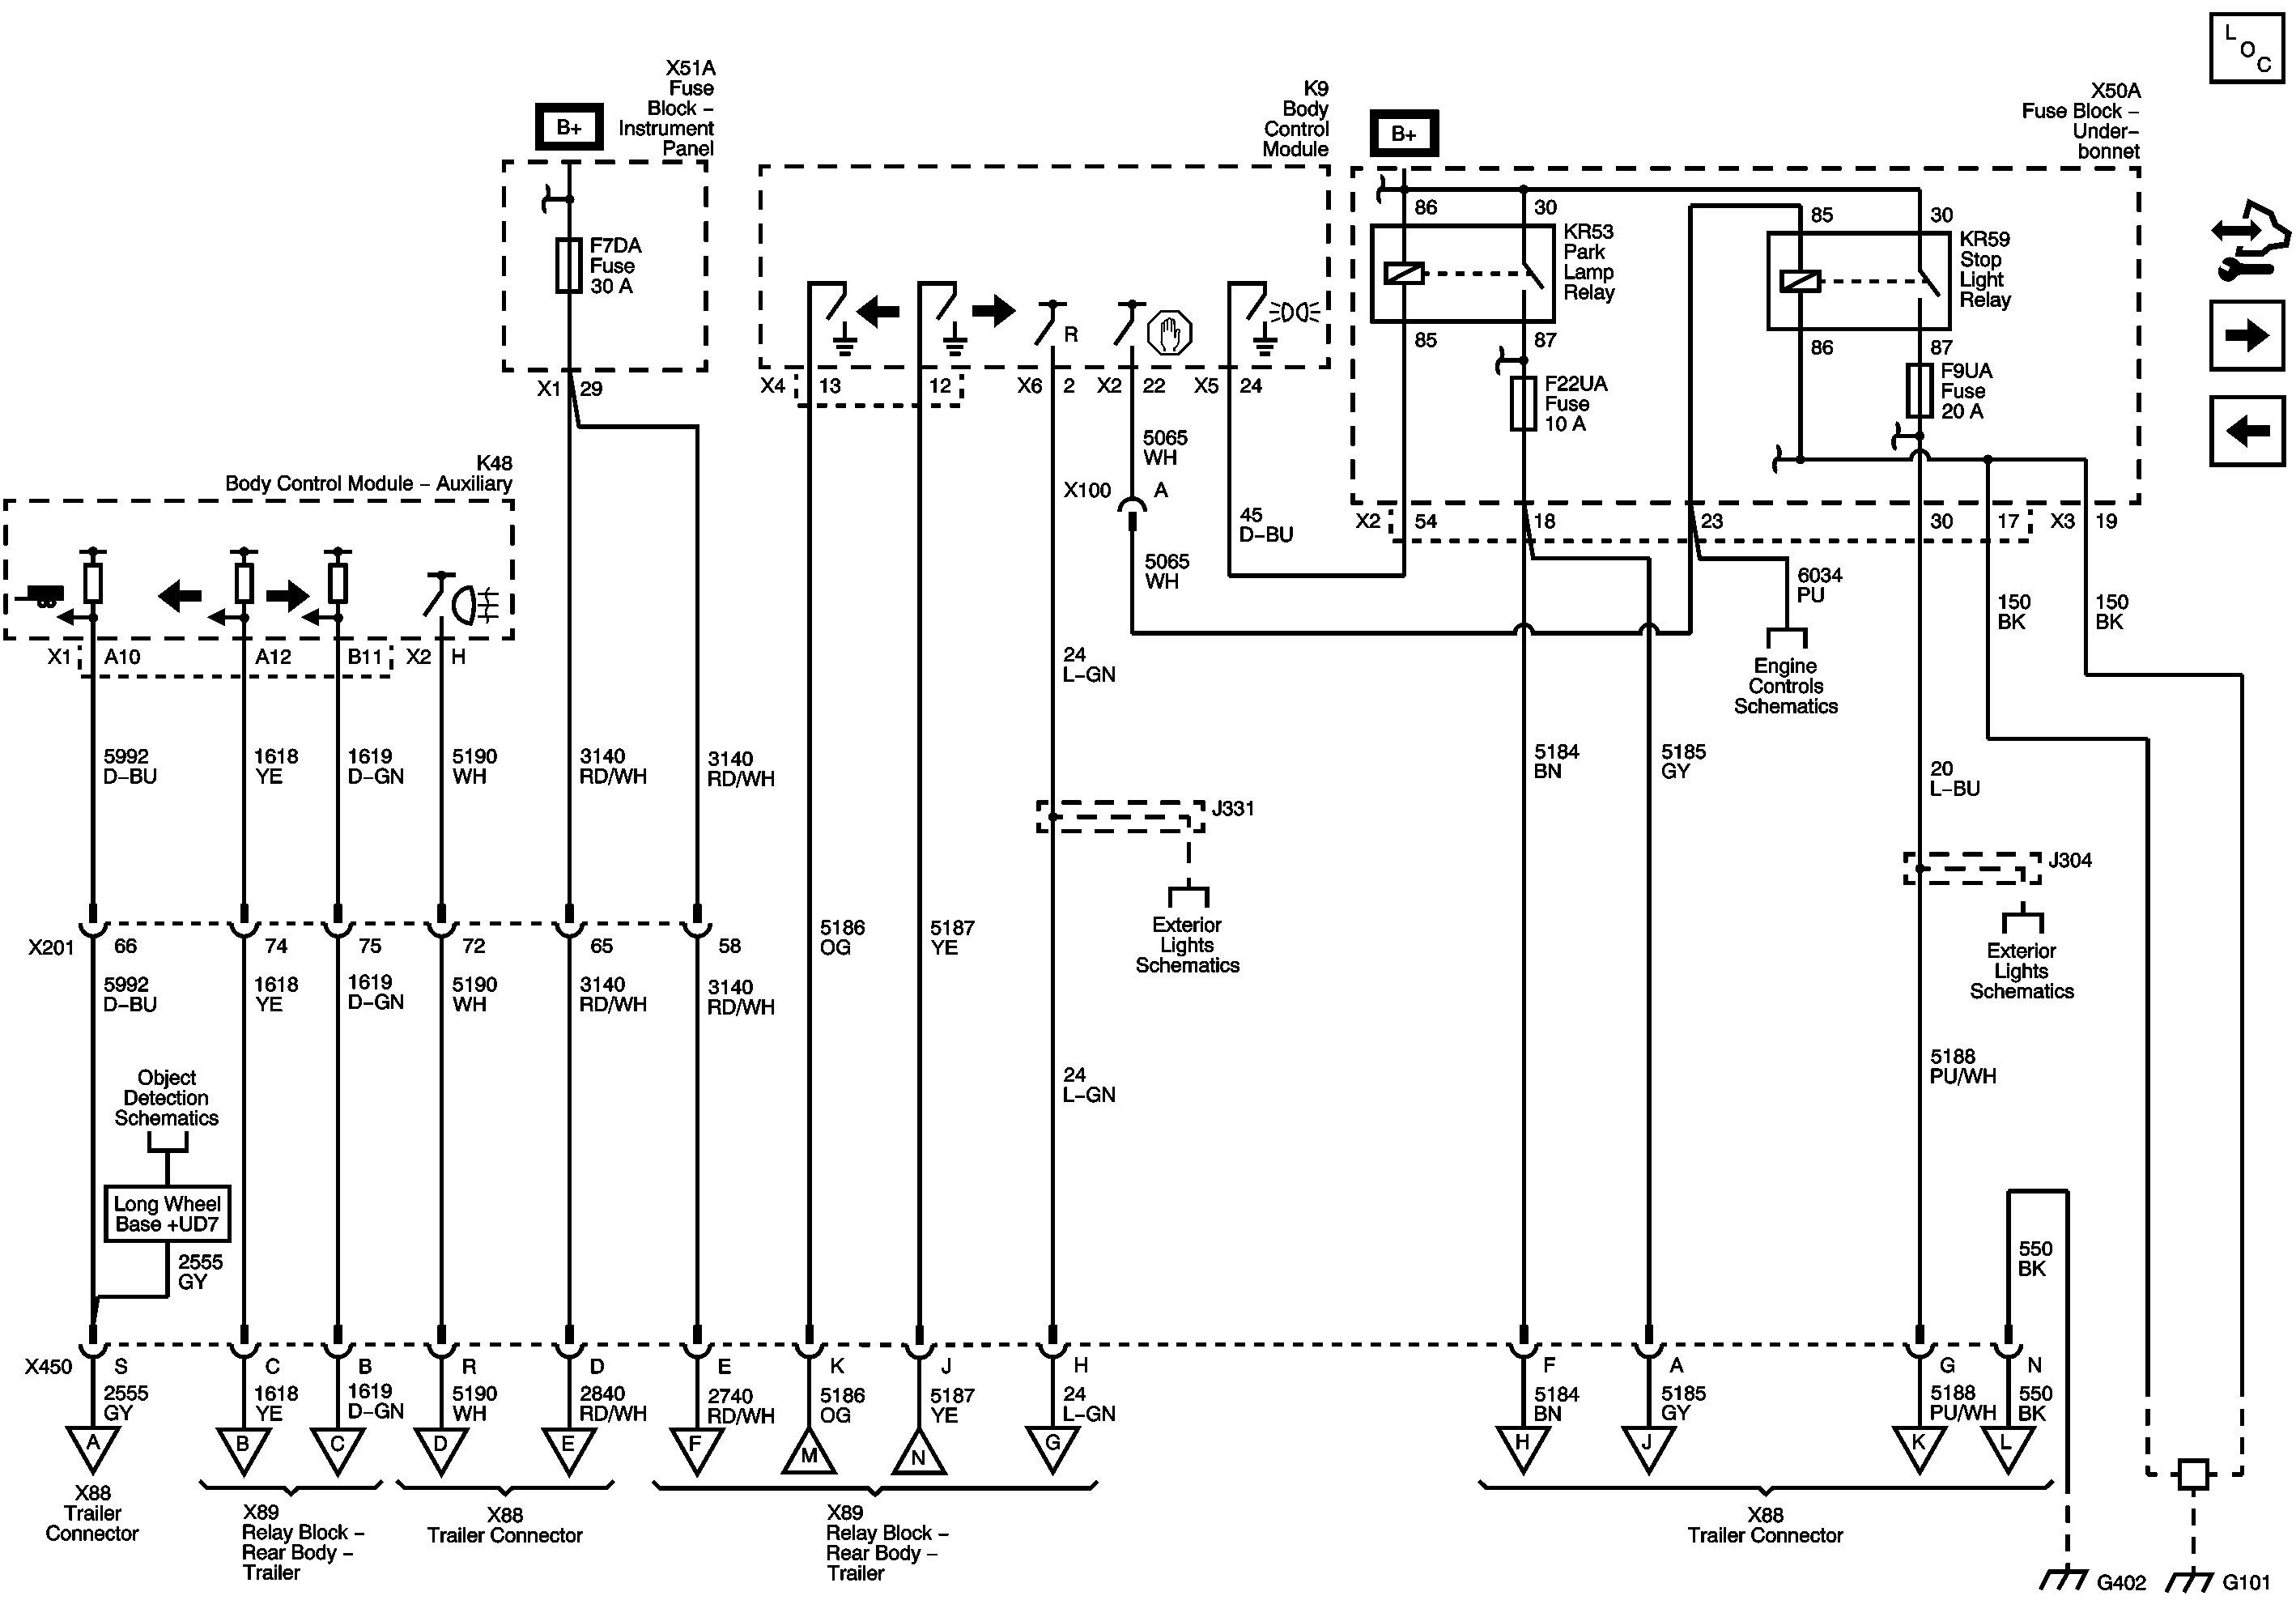 L
O
C
X51A
Fuse
Block –
Instrument
Panel
B+
F7DA
Fuse
30 A
X1 29
K9
Body
Control
Module
R
X4 13 12 X6 2 X2 22 X5 24
B+
X50A
Fuse Block –
Under–
bonnet
86 30
KR53
Park
Lamp
Relay
85 87
F22UA
Fuse
10 A
85 30
KR59
Stop
Light
Relay
86 87
F9UA
Fuse
20 A
X2 54 18 23 30 17 X3 19
5065
WH
X100 A
5065
WH
45
D–BU
6034
PU
Engine
Controls
Schematics
150
BK
150
BK
K48
Body Control Module – Auxiliary
X1 A10 A12 B11 X2 H
5992
D–BU
1618
YE
1619
D–GN
5190
WH
3140
RD/WH
3140
RD/WH
24
L–GN
5184
BN
5185
GY
20
L–BU
J331
Exterior
Lights
Schematics
J304
Exterior
Lights
Schematics
5186
OG
5187
YE
X201 66 74 75 72 65 58
5992
D–BU
1618
YE
1619
D–GN
5190
WH
3140
RD/WH
3140
RD/WH
24
L–GN
5188
PU/WH
Object
Detection
Schematics
Long Wheel
Base +UD7
2555
GY
550
BK
X450 S C B R D E K J H F A G N
2555
GY
1618
YE
1619
D–GN
5190
WH
2840
RD/WH
2740
RD/WH
5186
OG
5187
YE
24
L–GN
5184
BN
5185
GY
5188
PU/WH
550
BK
A B C D E F M N G H J K L
X88
Trailer
Connector
X89
Relay Block –
Rear Body –
Trailer
X88
Trailer Connector
X89
Relay Block –
Rear Body –
Trailer
X88
Trailer Connector
G402
G101